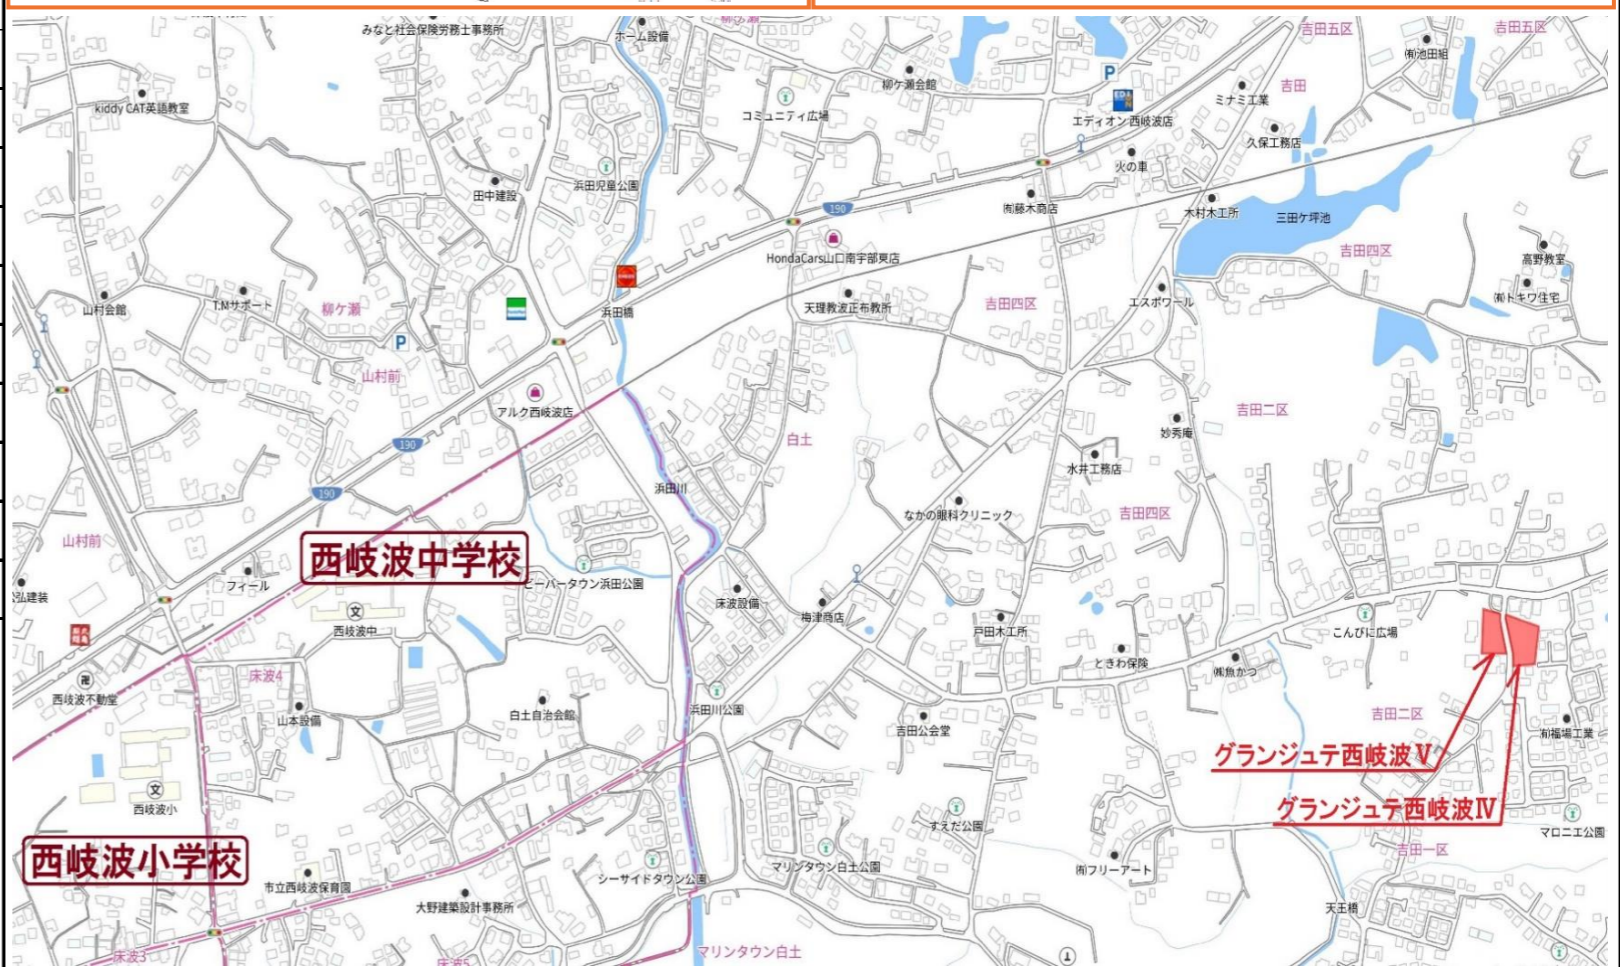 みなと社会保険労務士事務所
ホーム設備
柳ケ瀬
吉田五区
吉田五区
㈲池田組
柳ケ瀬会館
P
吉田
kiddy CAT英語教室
コミュニティ広場
エディオン 西岐波店
ミナミ工業
久保工務店
火の車
浜田児童公園
田中建設
190
㈲藤木商店
木村木工所
三田ケ坪池
吉田四区
HondaCars山口南宇部東店
高野教室
山村会館
T.Mサポート
柳ケ瀬
浜田橋
天理教波正布教所
吉田四区
エスポワール
㈲トキワ住宅
P
山村前
アルク西岐波店
吉田二区
190
白土
妙秀庵
水井工務店
190
浜田川
なかの眼科クリニック
吉田四区
山村前
西岐波中学校
フィール
ビーバータウン浜田公園
弘建装
文
西岐波中
床波設備
梅津商店
戸田木工所
こんぴに広場
ときわ保険
㈱魚かつ
西岐波不動堂
床波4
山本設備
白土自治会館
浜田川公園
吉田公会堂
吉田二区
㈲福場工業
グランジュテ西岐波Ⅴ
文
西岐波小
グランジュテ西岐波Ⅳ
すえだ公園
マロニエ公園
西岐波小学校
吉田一区
市立西岐波保育園
シーサイドタウン公園
マリンタウン白土公園
㈲フリーアート
大野建築設計事務所
天王橋
床波3
床波5
マリンタウン白土